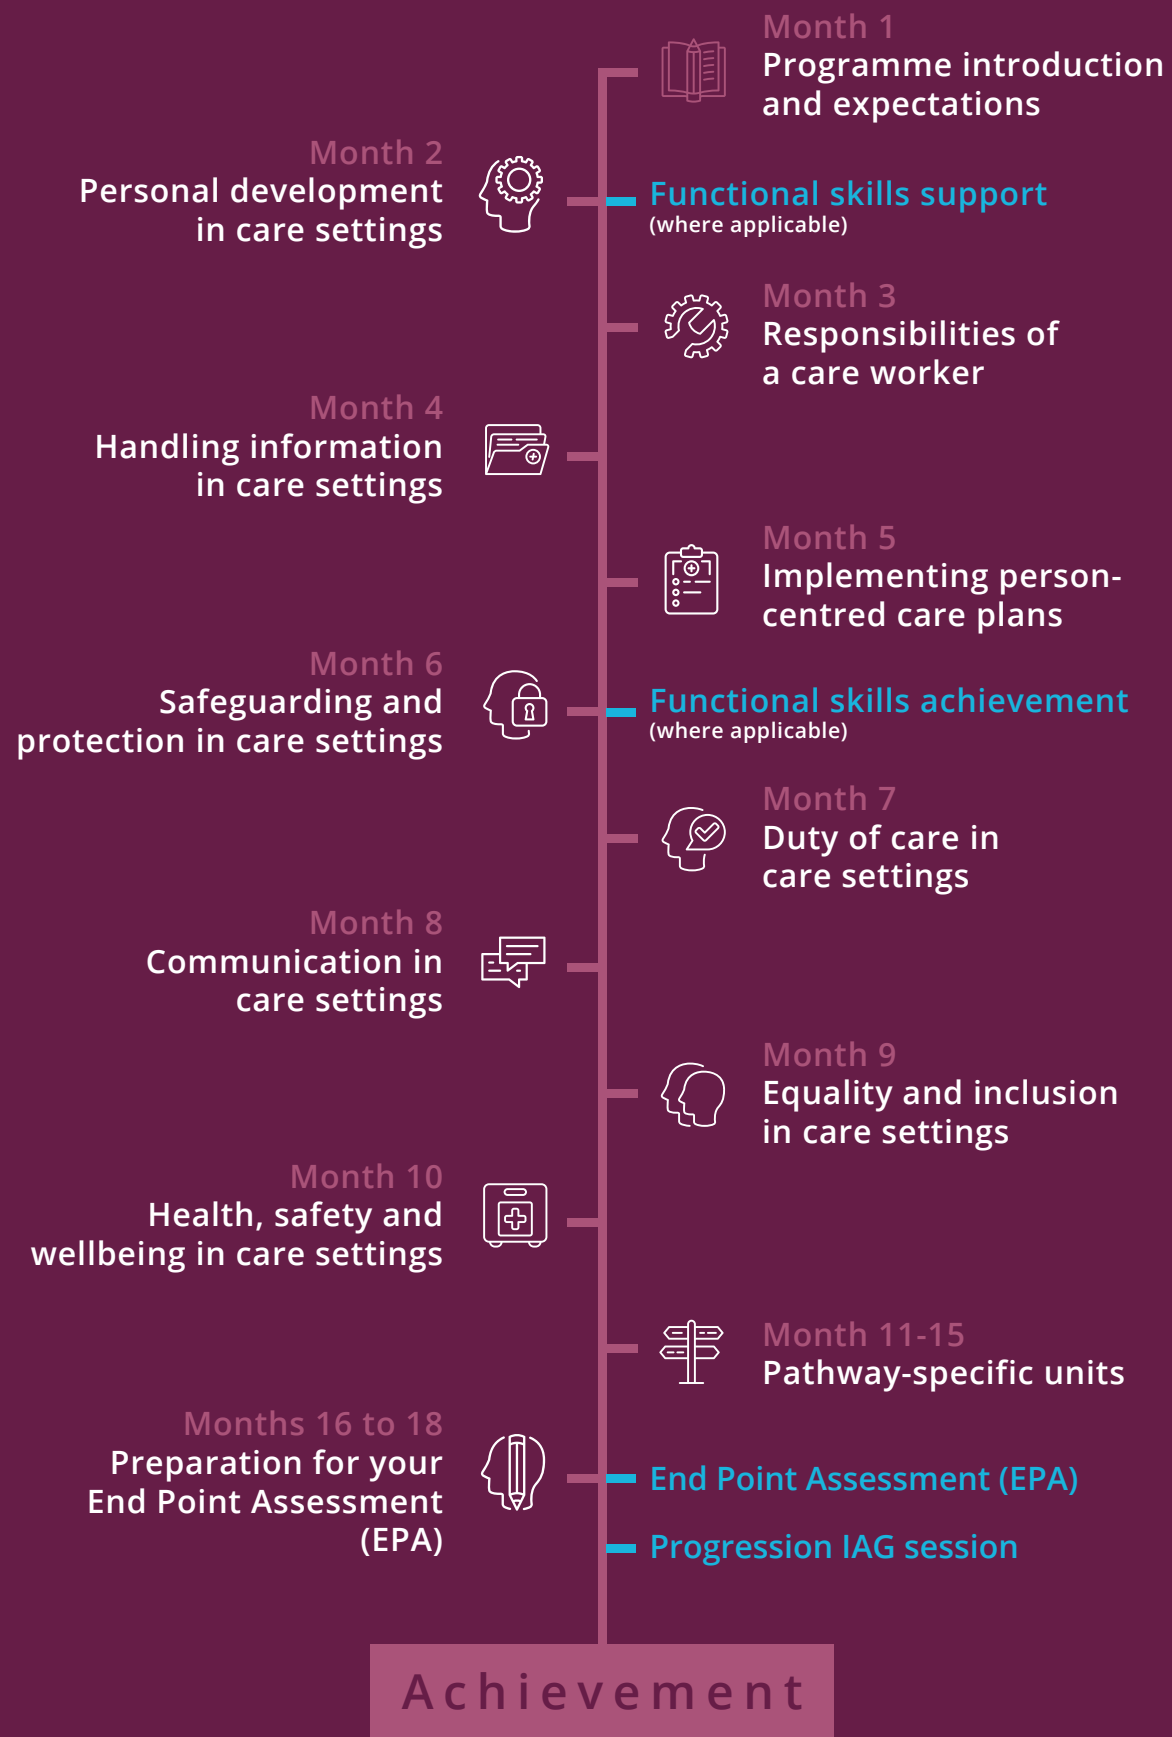 Month 1
Programme introduction
and expectations
Month 2
Personal development
in care settings
Functional skills support
(where applicable)
Month 3
Responsibilities of
a care worker
Month 4
Handling information
in care settings
Month 5
Implementing person-
centred care plans
Month 6
Safeguarding and
protection in care settings
Functional skills achievement
(where applicable)
Month 7
Duty of care in
care settings
Month 8
Communication in
care settings
Month 9
Equality and inclusion
in care settings
Month 10
Health, safety and
wellbeing in care settings
Month 11-15
Pathway-specific units
Months 16 to 18
Preparation for your
End Point Assessment
(EPA)
End Point Assessment (EPA)
Progression IAG session
Achievement